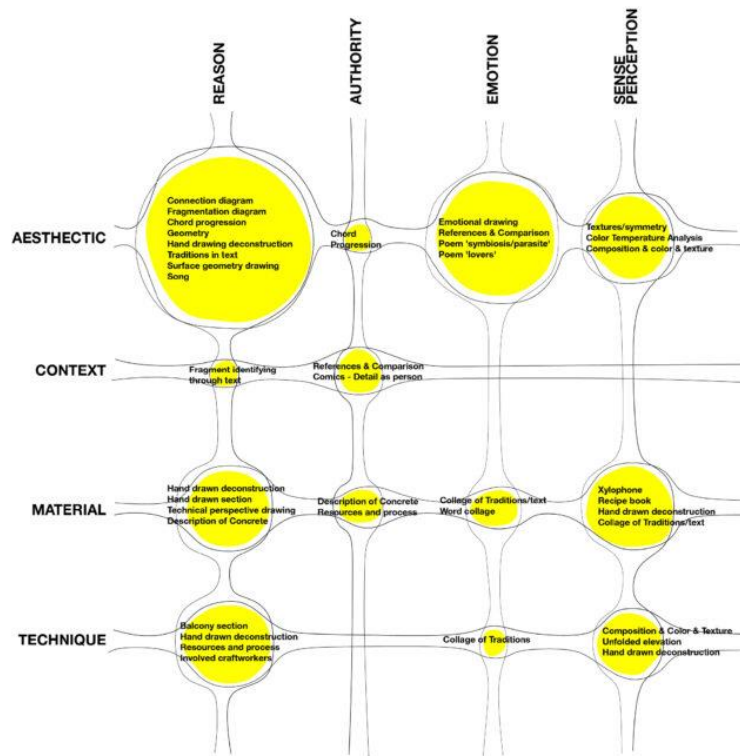 REASON
AUTHORITY
EMOTION
SENSE
PERCEPTION
AESTHECTIC
Connection diagram
Fragmentation diagram
Chord progression
Geometry
Hand drawing deconstruction
Traditions in text
Surface geometry drawing
Song
Chord
Progression
Emotional drawing
References & Comparison
Poem 'symbiosis/parasite'
Poem 'lovers'
Textures/symmetry
Color Temperature Analysis
Composition & color & texture
CONTEXT
Fragment identifying
through text
References & Comparison
Comics - Detail as person
MATERIAL
Hand drawn deconstruction
Hand drawn section
Technical perspective drawing
Description of Concrete
Description of Concrete
Resources and process
Collage of Traditions/text
Word collage
Xylophone
Recipe book
Hand drawn deconstruction
Collage of Traditions/text
TECHNIQUE
Balcony section
Hand drawn deconstruction
Resources and process
Involved craftworkers
Collage of Traditions
Composition & Color & Texture
Unfolded elevation
Hand drawn deconstruction